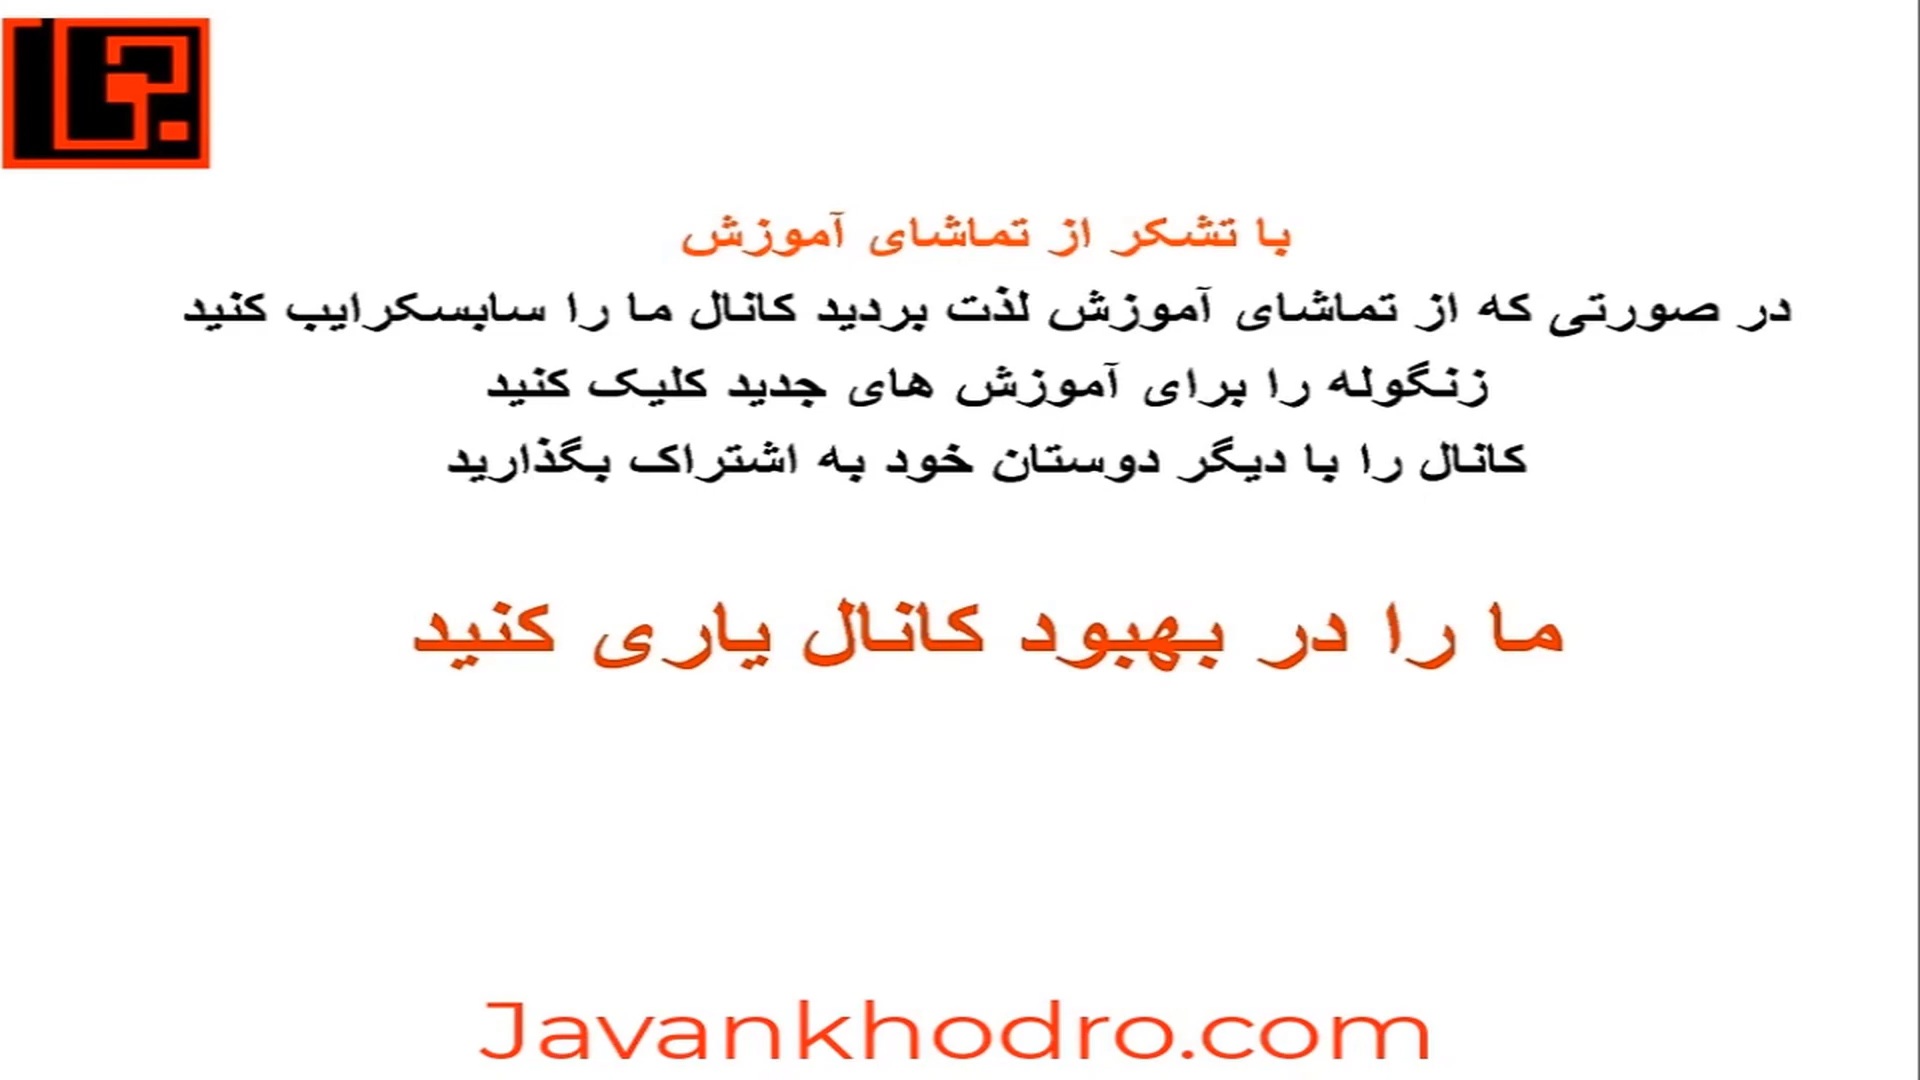 با تشکر از تماشای آموزش
در صورتی که از تماشای آموزش لذت بردید کانال ما را سابسکرایب کنید
زنگوله را برای آموزش های جدید کلیک کنید
کانال را با دیگر دوستان خود به اشتراک بگذارید
ما را در بهبود کانال یاری کنید
Javankhodro.com